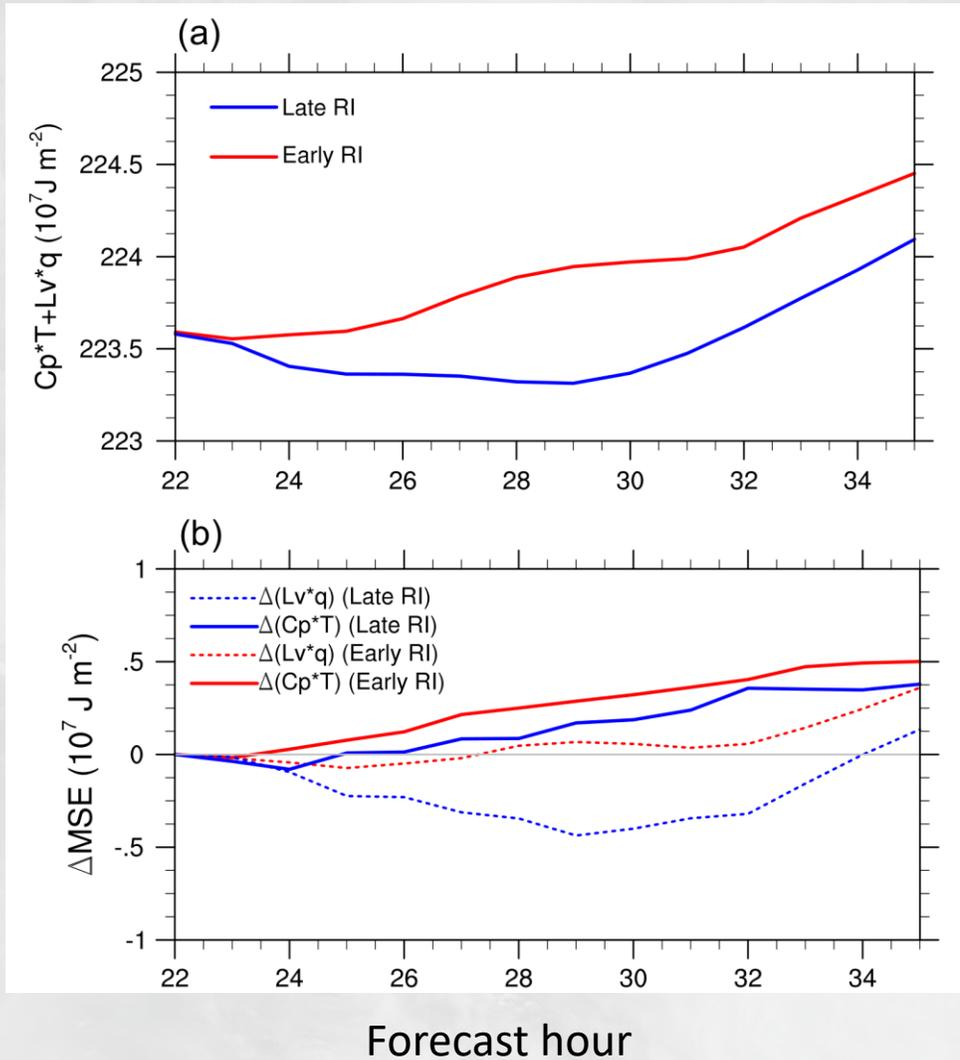 (a)
Cp*T+Lv*q (10⁷J m⁻²)
225
224.5
224
223.5
223
Late RI
Early RI
22 24 26 28 30 32 34
(b)
ΔMSE (10⁷ J m⁻²)
1
.5
0
-.5
-1
Δ(Lv*q) (Late RI)
Δ(Cp*T) (Late RI)
Δ(Lv*q) (Early RI)
Δ(Cp*T) (Early RI)
22 24 26 28 30 32 34
Forecast hour